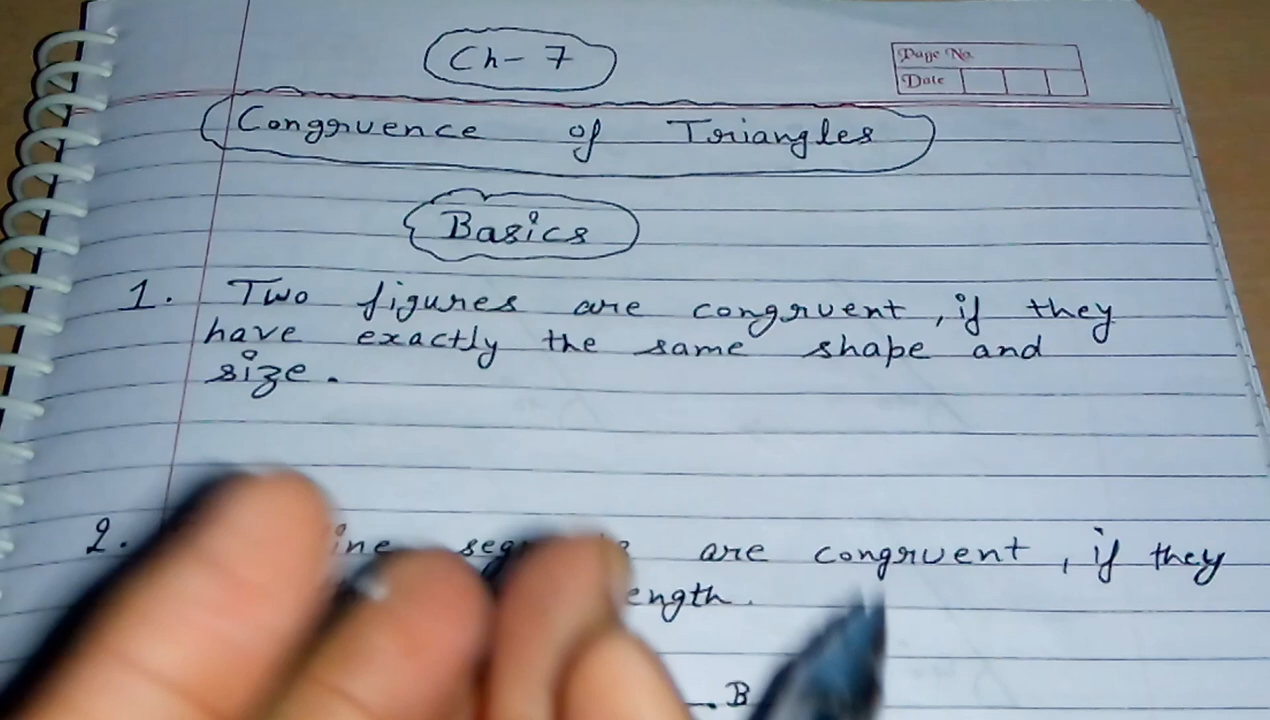 Ch-7
Page No.
Date
Congruence of Triangles
Basics
1. Two figures are congruent, if they
have exactly the same shape and
size.
2. are congruent, if they
B